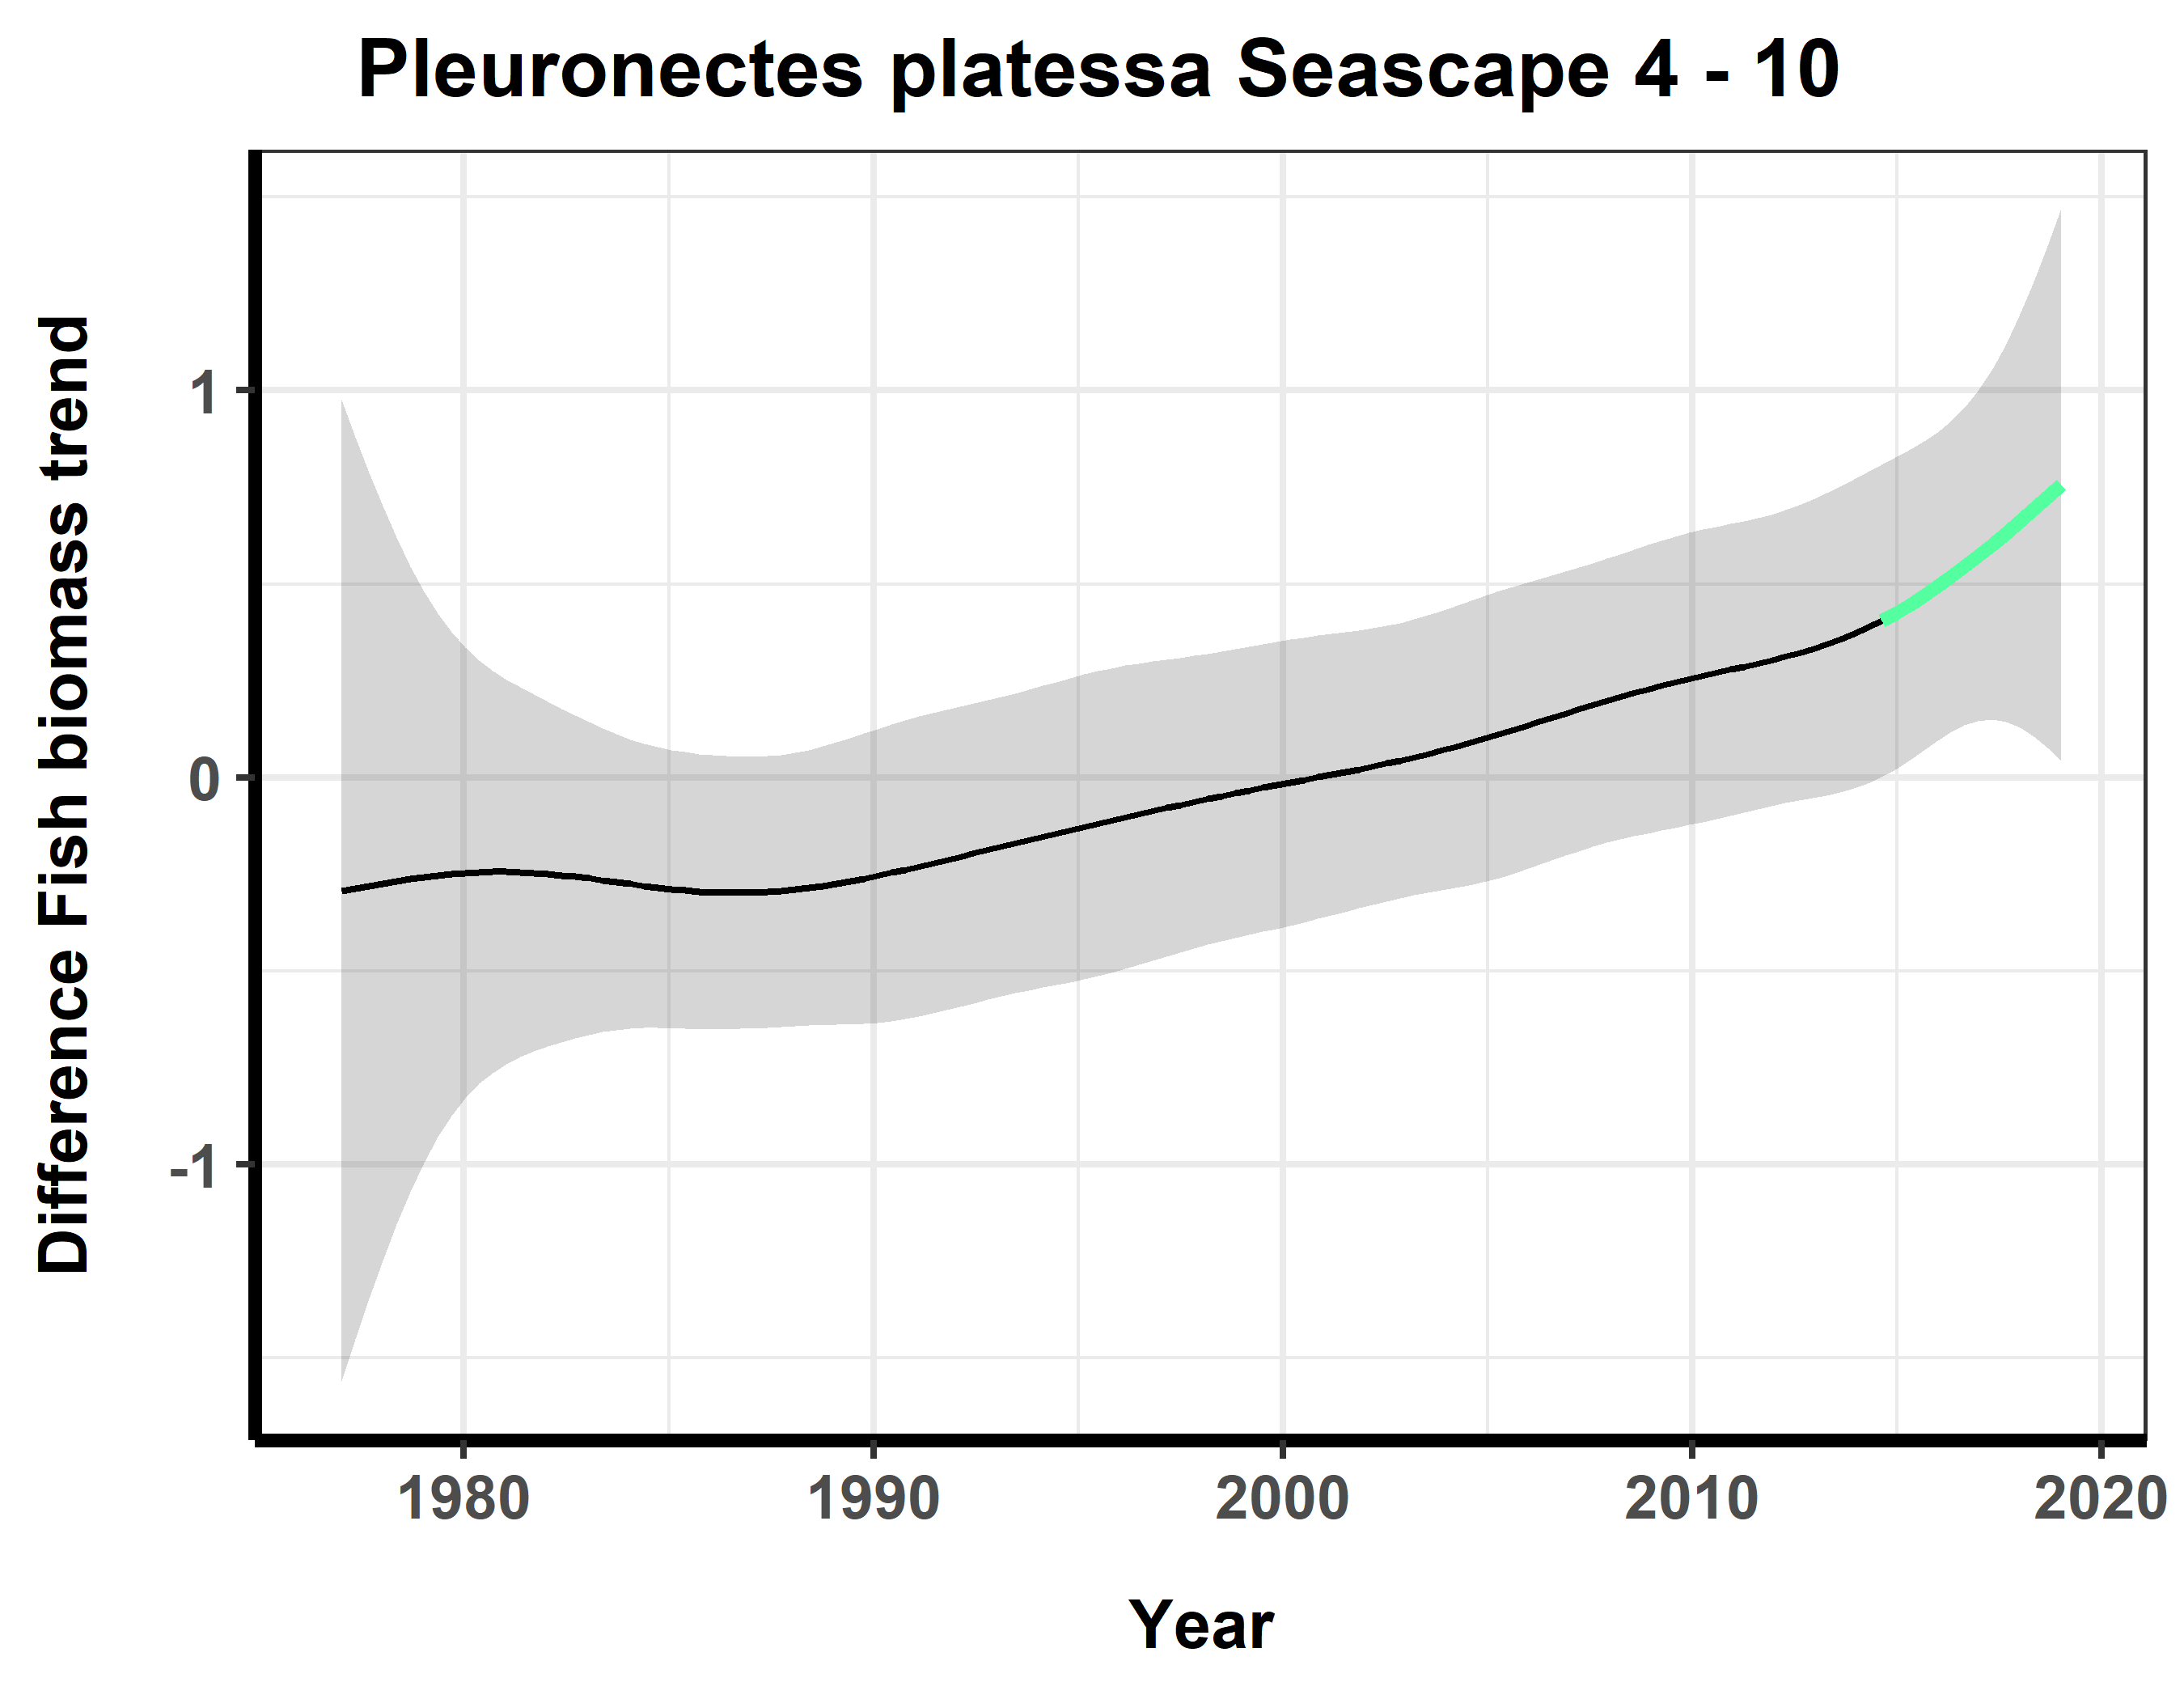 Pleuronectes platessa Seascape 4 - 10
Difference Fish biomass trend
1
0
-1
1980
1990
2000
2010
2020
Year